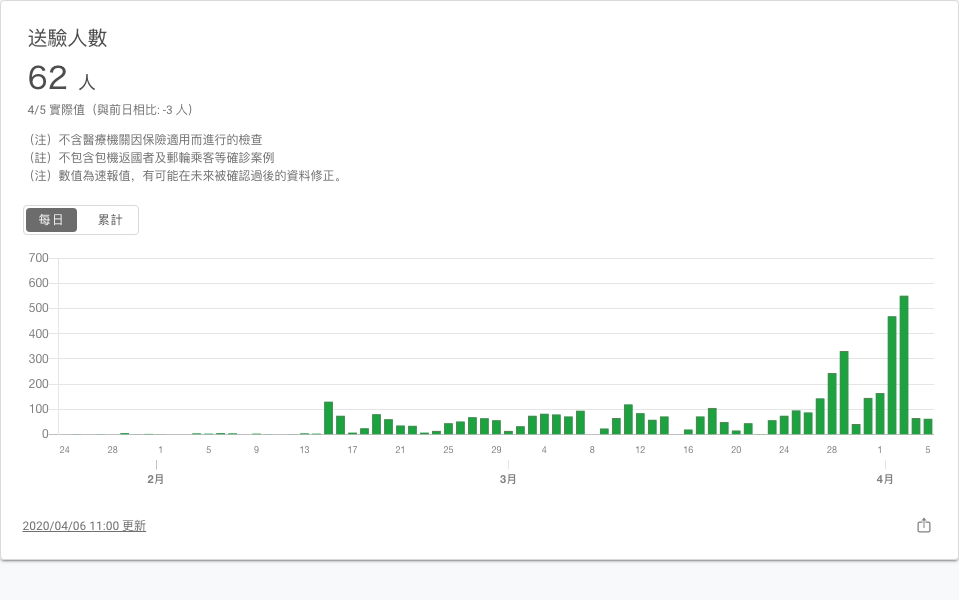 送驗人數
62 人
4/5 實際值（與前日相比: -3 人）
（注）不含醫療機關因保險適用而進行的檢查
（註）不包含包機返國者及郵輪乘客等確診案例
（注）數值為速報值，有可能在未來被確認過後的資料修正。
每日 累計
700
600
500
400
300
200
100
0
24 28 1 5 9 13 17 21 25 29 4 8 12 16 20 24 28 1 5
2月 3月 4月
2020/04/06 11:00 更新